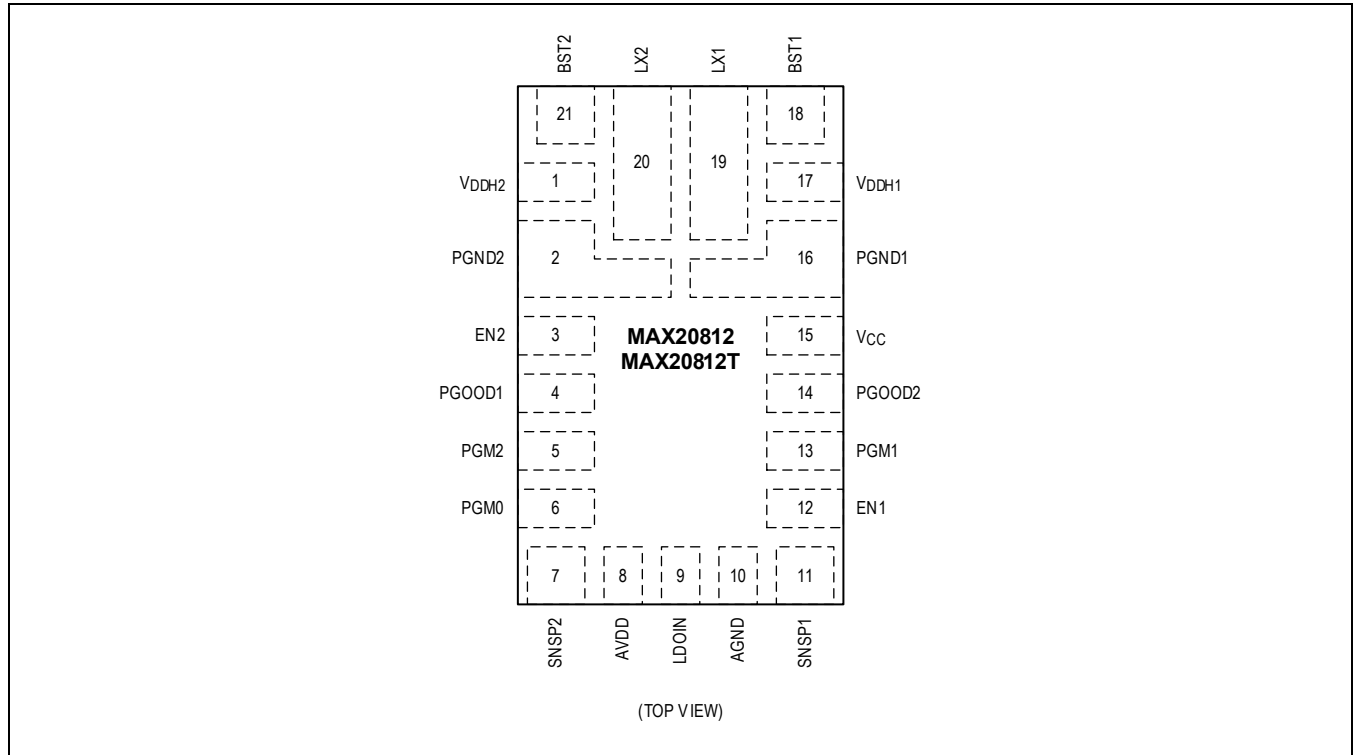 BST2 LX2 LX1 BST1
21 20 19 18
VDDH2 1 17 VDDH1
PGND2 2 16 PGND1
EN2 3 MAX20812 15 VCC
MAX20812T
PGOOD1 4 14 PGOOD2
PGM2 5 13 PGM1
PGM0 6 12 EN1
7 8 9 10 11
SNSP2 AVDD LDOIN AGND SNSP1
(TOP VIEW)